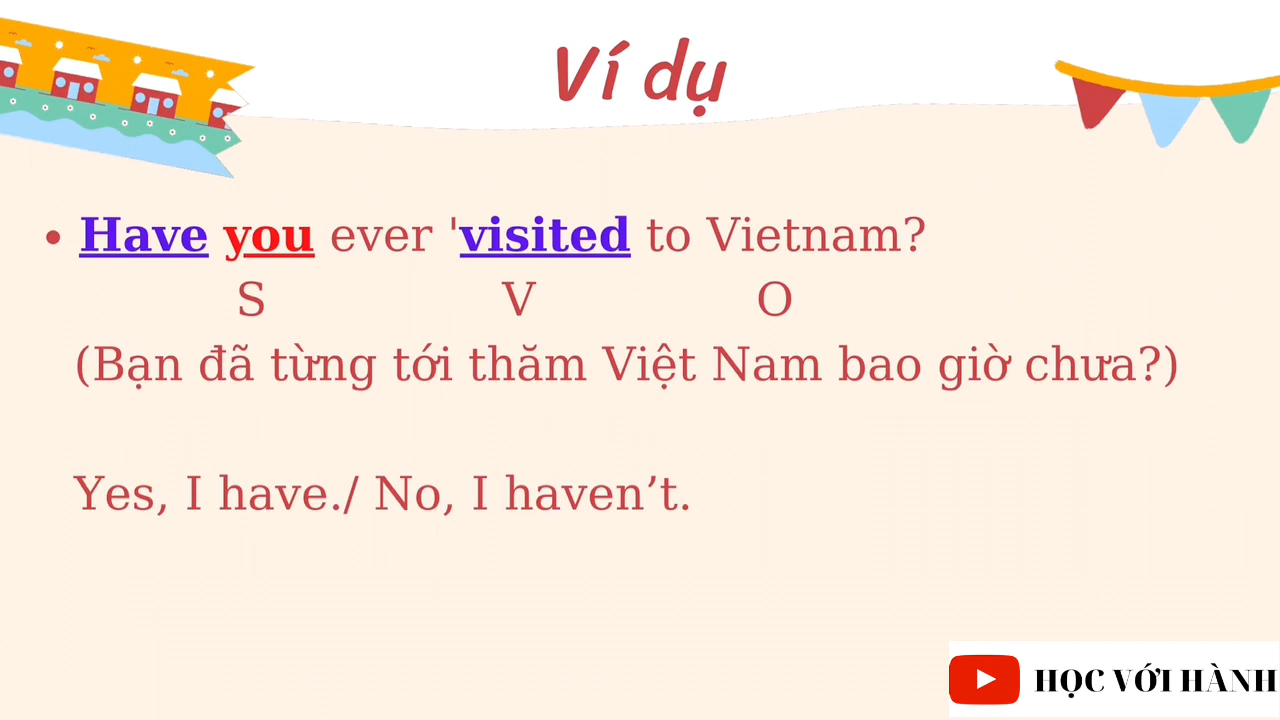 Ví dụ
• Have you ever 'visited to Vietnam?
S V O
(Bạn đã từng tới thăm Việt Nam bao giờ chưa?)
Yes, I have./ No, I haven’t.
HỌC VỚI HÀNH